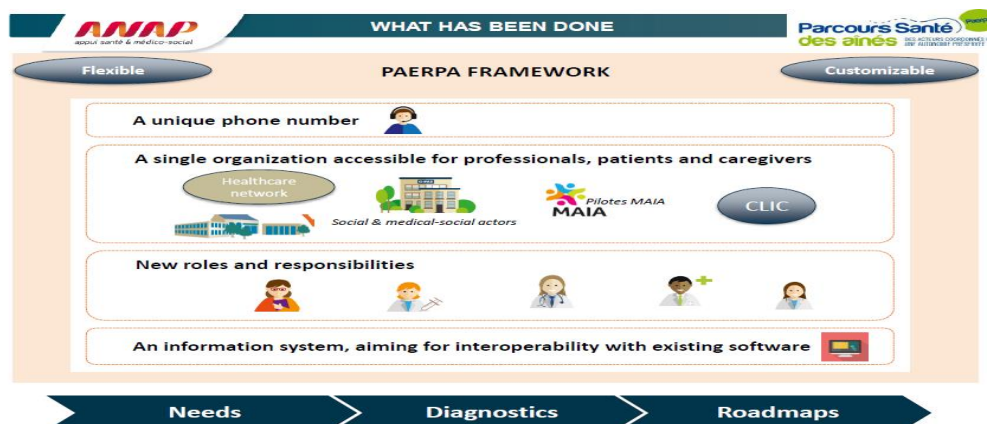 ANAP
appui santé & médico-social
WHAT HAS BEEN DONE
Parcours Santé
des aînés
Flexible
PAERPA FRAMEWORK
Customizable
A unique phone number
A single organization accessible for professionals, patients and caregivers
Healthcare
network
Social & medical-social actors
MAIA
Pilotes MAIA
CLIC
New roles and responsibilities
An information system, aiming for interoperability with existing software
Needs
Diagnostics
Roadmaps